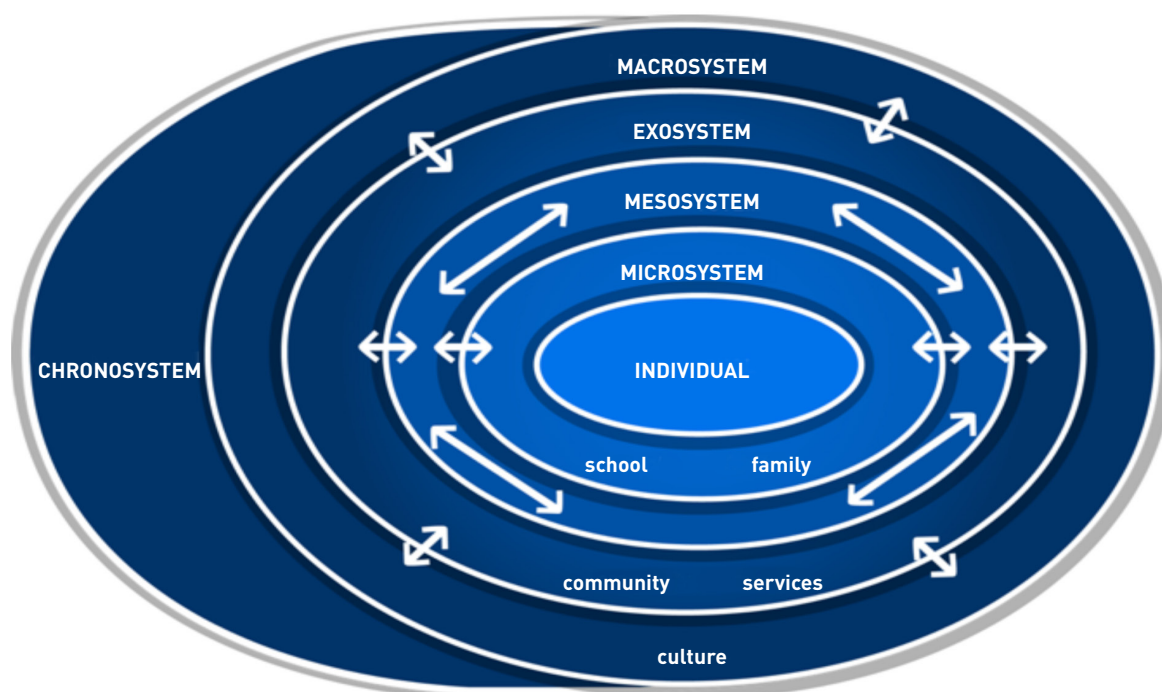 MACROSYSTEM
EXOSYSTEM
MESOSYSTEM
MICROSYSTEM
CHRONOSYSTEM
INDIVIDUAL
school family
community services
culture